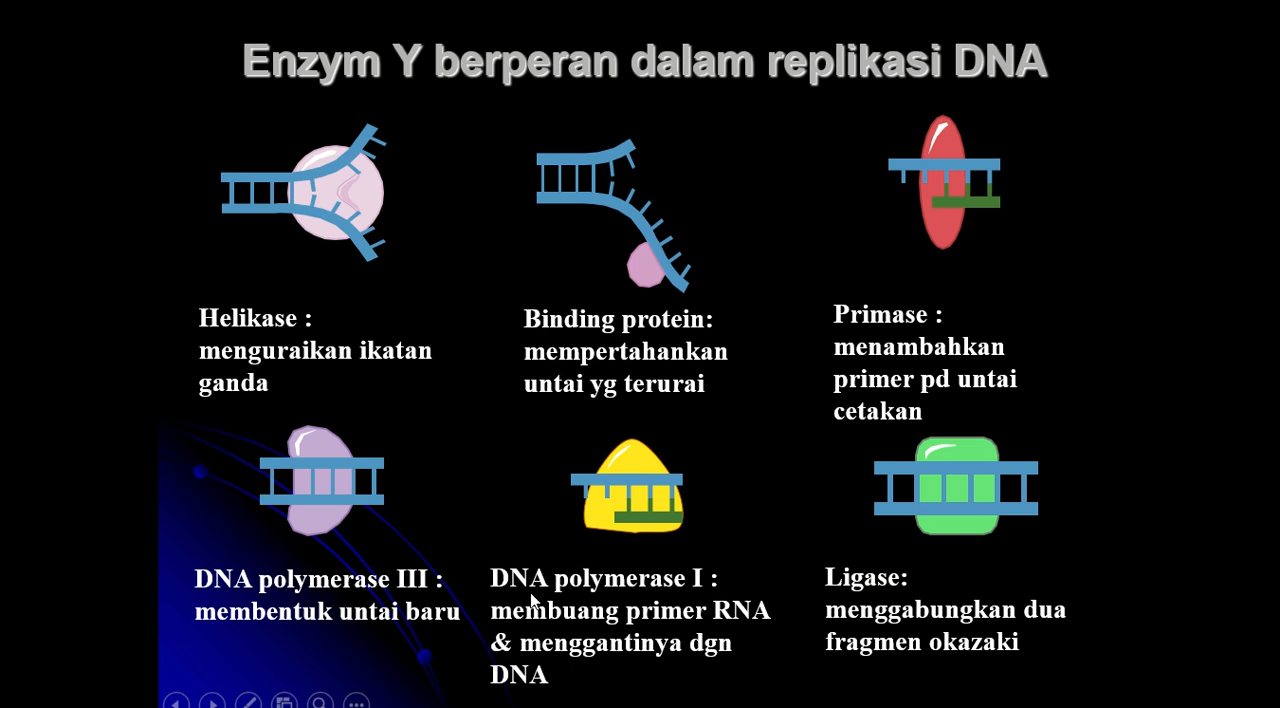 Enzym Y berperan dalam replikasi DNA
Helikase :
menguraikan ikatan
ganda
Binding protein:
mempertahankan
untai yg terurai
Primase :
menambahkan
primer pd untai
cetakan
DNA polymerase III :
membentuk untai baru
DNA polymerase I :
membuang primer RNA
& menggantinya dgn
DNA
Ligase:
menggabungkan dua
fragmen okazaki